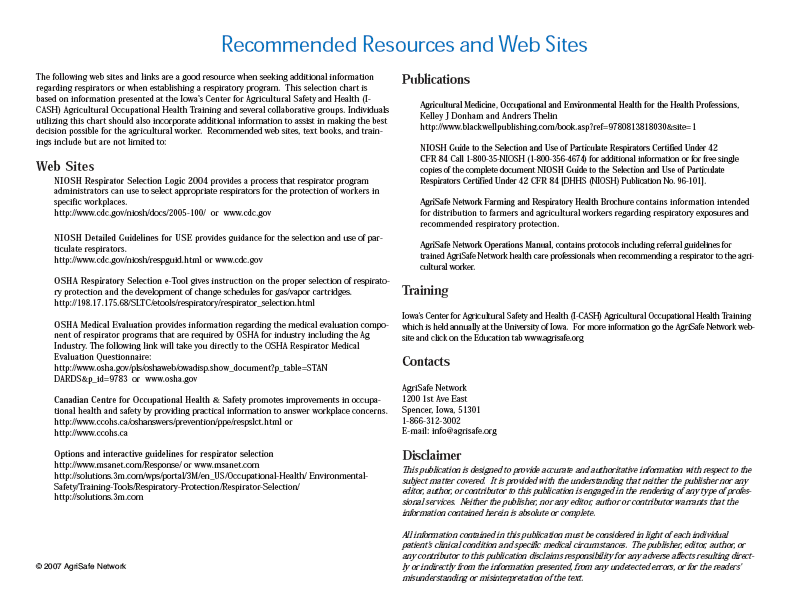 Recommended Resources and Web Sites
The following web sites and links are a good resource when seeking additional information
regarding respirators or when establishing a respiratory program.  This selection chart is
based on information presented at the Iowa's Center for Agricultural Safety and Health (I-
CASH) Agricultural Occupational Health Training and several collaborative groups. Individuals
utilizing this chart should also incorporate additional information to assist in making the best
decision possible for the agricultural worker.  Recommended web sites, text books, and train-
ings include but are not limited to:
Web Sites
NIOSH Respirator Selection Logic 2004 provides a process that respirator program
administrators can use to select appropriate respirators for the protection of workers in
specific workplaces.
http://www.cdc.gov/niosh/docs/2005-100/  or  www.cdc.gov
NIOSH Detailed Guidelines for USE provides guidance for the selection and use of par-
ticulate respirators.
http://www.cdc.gov/niosh/respguid.html or www.cdc.gov
OSHA Respiratory Selection e-Tool gives instruction on the proper selection of respirato-
ry protection and the development of change schedules for gas/vapor cartridges.
http://198.17.175.68/SLTC/etools/respiratory/respirator_selection.html
OSHA Medical Evaluation provides information regarding the medical evaluation compo-
nent of respirator programs that are required by OSHA for industry including the Ag
Industry. The following link will take you directly to the OSHA Respirator Medical
Evaluation Questionnaire:
http://www.osha.gov/pls/oshaweb/owadisp.show_document?p_table=STAN
DARDS&p_id=9783  or  www.osha.gov
Canadian Centre for Occupational Health & Safety promotes improvements in occupa-
tional health and safety by providing practical information to answer workplace concerns.
http://www.ccohs.ca/oshanswers/prevention/ppe/respslct.html or
http://www.ccohs.ca
Options and interactive guidelines for respirator selection
http://www.msanet.com/Response/ or www.msanet.com
http://solutions.3m.com/wps/portal/3M/en_US/Occupational-Health/ Environmental-
Safety/Training-Tools/Respiratory-Protection/Respirator-Selection/
http://solutions.3m.com
© 2007 AgriSafe Network
Publications
Agricultural Medicine, Occupational and Environmental Health for the Health Professions,
Kelley J Donham and Andrers Thelin
http://www.blackwellpublishing.com/book.asp?ref=9780813818030&site=1
NIOSH Guide to the Selection and Use of Particulate Respirators Certified Under 42
CFR 84 Call 1-800-35-NIOSH (1-800-356-4674) for additional information or for free single
copies of the complete document NIOSH Guide to the Selection and Use of Particulate
Respirators Certified Under 42 CFR 84 [DHHS (NIOSH) Publication No. 96-101].
AgriSafe Network Farming and Respiratory Health Brochure contains information intended
for distribution to farmers and agricultural workers regarding respiratory exposures and
recommended respiratory protection.
AgriSafe Network Operations Manual, contains protocols including referral guidelines for
trained AgriSafe Network health care professionals when recommending a respirator to the agri-
cultural worker.
Training
Iowa's Center for Agricultural Safety and Health (I-CASH) Agricultural Occupational Health Training
which is held annually at the University of Iowa.  For more information go the AgriSafe Network web-
site and click on the Education tab www.agrisafe.org
Contacts
AgriSafe Network
1200 1st Ave East
Spencer, Iowa, 51301
1-866-312-3002
E-mail: info@agrisafe.org
Disclaimer
This publication is designed to provide accurate and authoritative information with respect to the
subject matter covered.  It is provided with the understanding that neither the publisher nor any
editor, author, or contributor to this publication is engaged in the rendering of any type of profes-
sional services.  Neither the publisher, nor any editor, author or contributor warrants that the
information contained herein is absolute or complete.
All information contained in this publication must be considered in light of each individual
patient's clinical condition and specific medical circumstances.  The publisher, editor, author, or
any contributor to this publication disclaims responsibility for any adverse affects resulting direct-
ly or indirectly from the information presented, from any undetected errors, or for the readers'
misunderstanding or misinterpretation of the text.